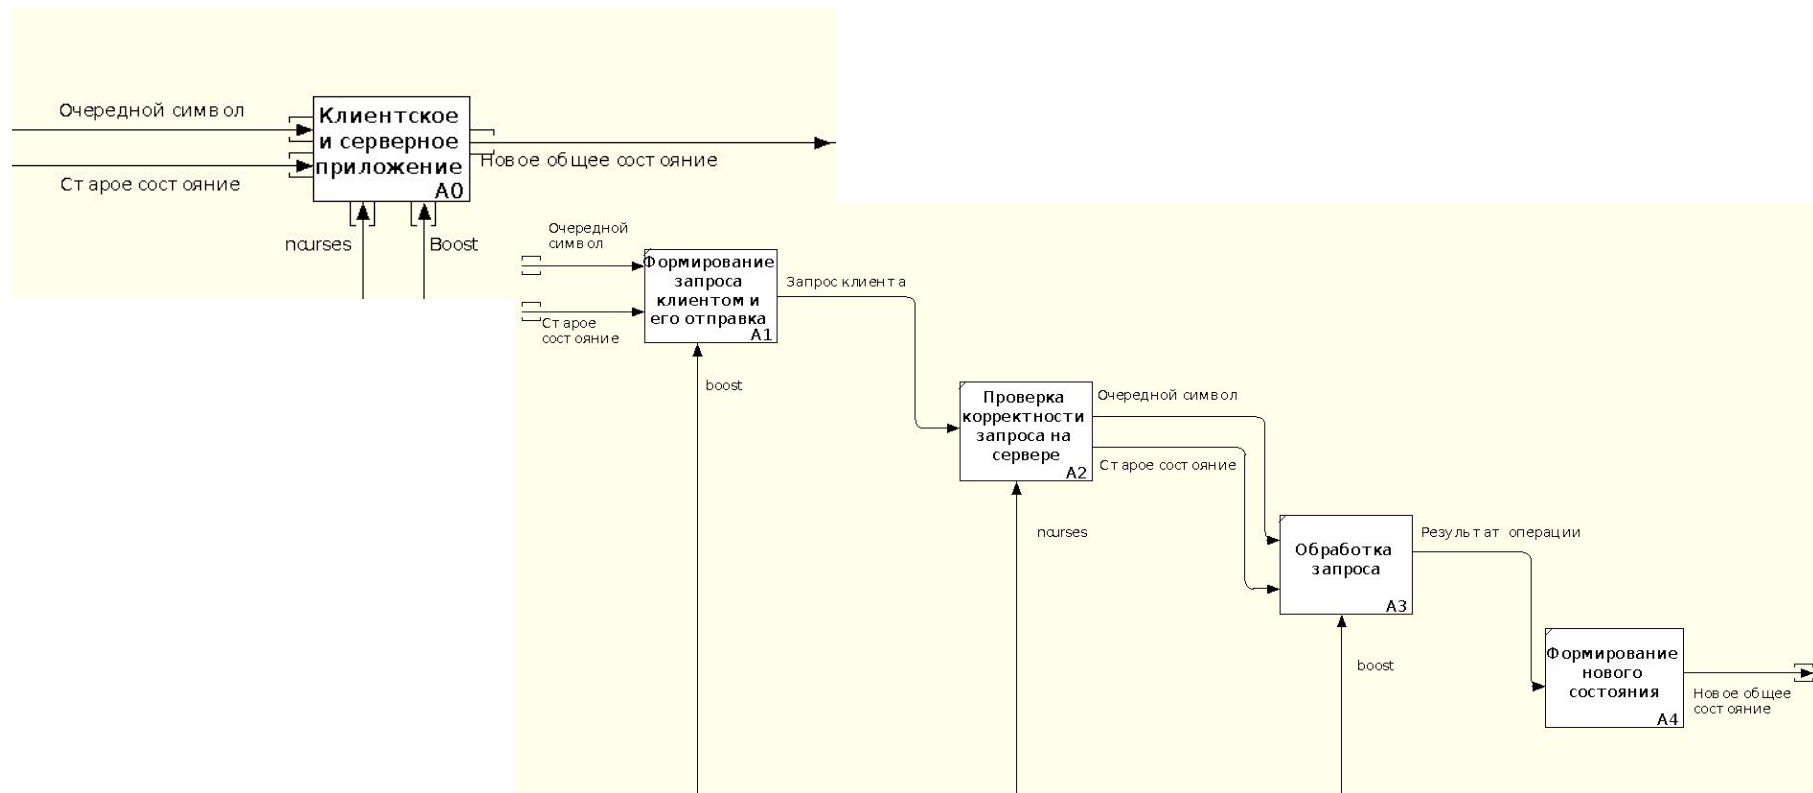 Очередной символ
Клиентское
и серверное
приложение
A0
Старое состояние
Новое общее состояние
ncurses
Boost
Очередной
символ
Старое
состояние
Формирование
запроса
клиентом и
его отправка
A1
Запрос клиента
boost
Проверка
корректности
запроса на
сервере
A2
Очередной символ
Старое состояние
ncurses
Обработка
запроса
A3
Результат операции
boost
Формирование
нового
состояния
A4
Новое общее
состояние